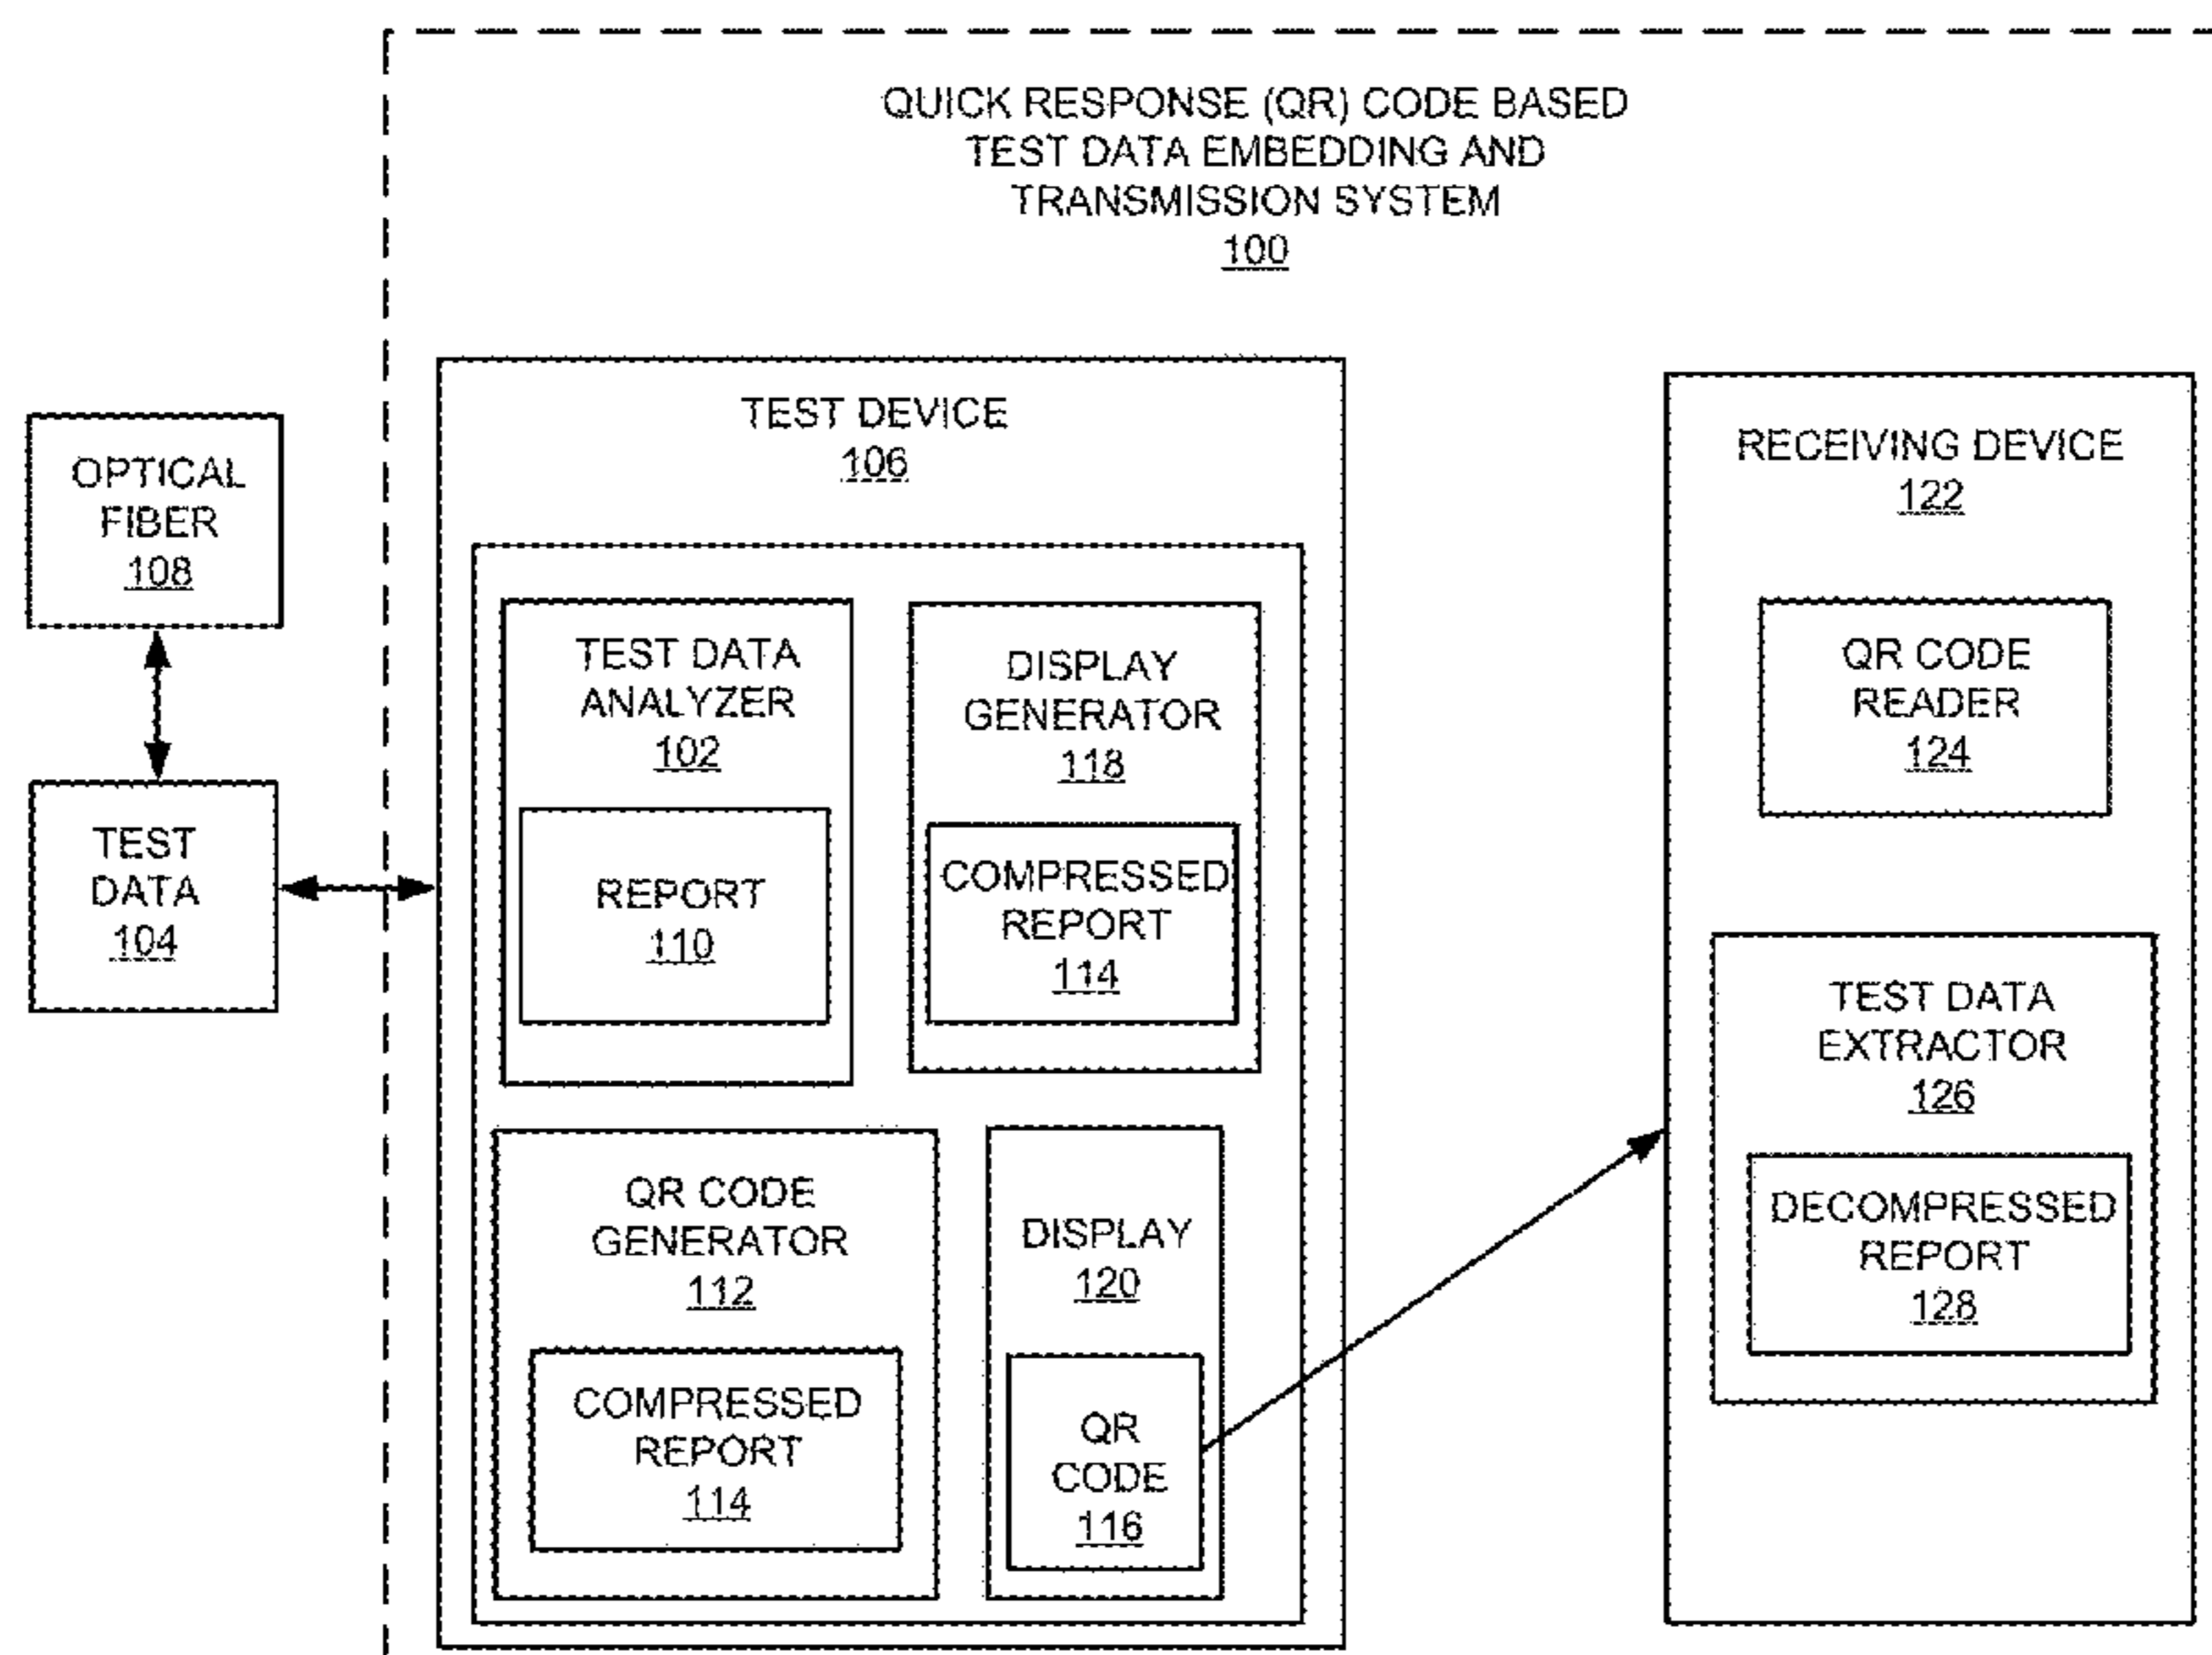 QUICK RESPONSE (QR) CODE BASED
TEST DATA EMBEDDING AND
TRANSMISSION SYSTEM
100
OPTICAL
FIBER
108
TEST
DATA
104
TEST DEVICE
106
TEST DATA
ANALYZER
102
REPORT
110
DISPLAY
GENERATOR
118
COMPRESSED
REPORT
114
QR CODE
GENERATOR
112
COMPRESSED
REPORT
114
DISPLAY
120
QR
CODE
116
RECEIVING DEVICE
122
QR CODE
READER
124
TEST DATA
EXTRACTOR
126
DECOMPRESSED
REPORT
128